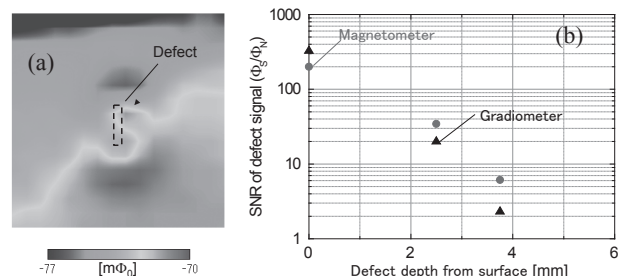 (a)
Defect
-77
[mΦ0]
-70
(b)
SNR of defect signal (ΦS/ΦN)
1000
100
10
1
Magnetometer
Gradiometer
0
2
4
6
Defect depth from surface [mm]